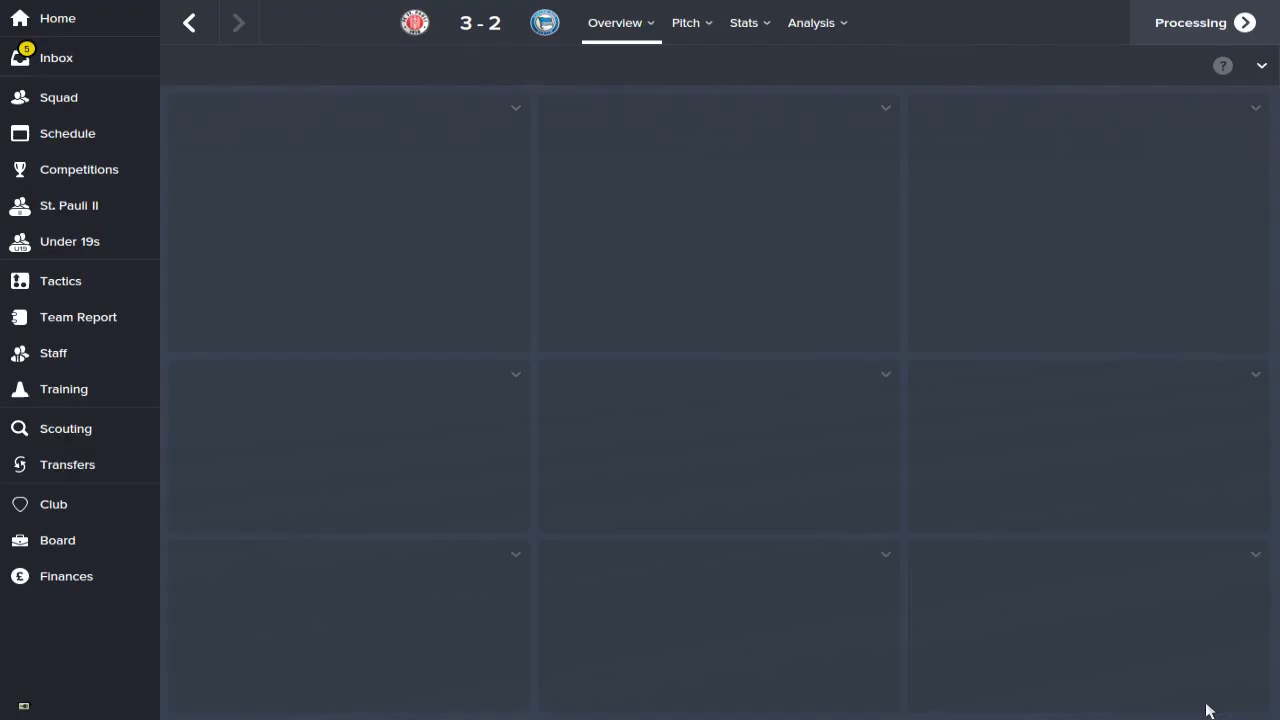 Home
3 - 2
Overview
Pitch
Stats
Analysis
Processing
5
Inbox
?
Squad
Schedule
Competitions
St. Pauli II
Under 19s
U19
Tactics
Team Report
Staff
Training
Scouting
Transfers
Club
Board
£
Finances